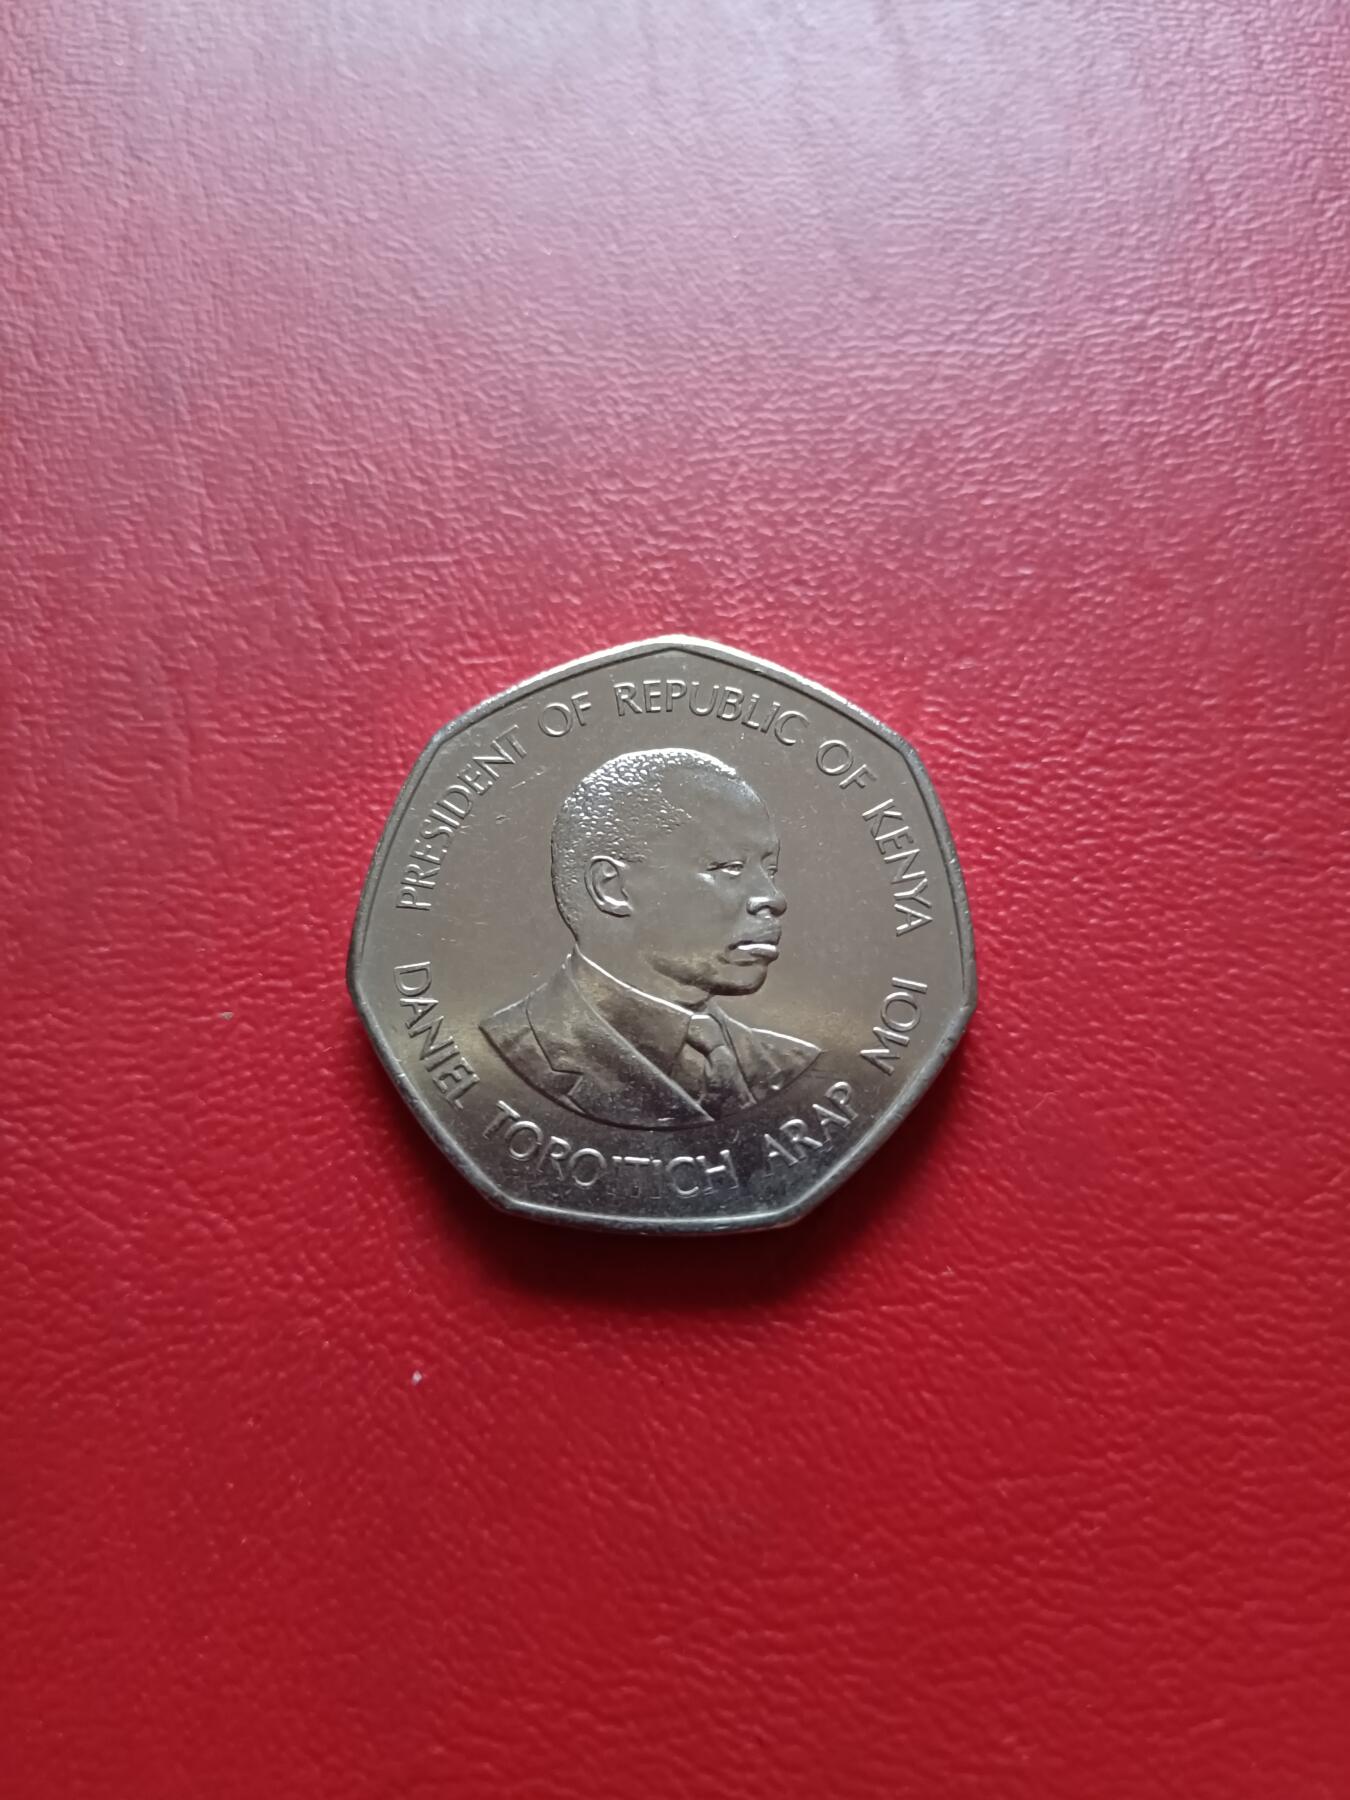 PRESIDENT OF REPUBLIC OF KENYA
DANIEL TOROITICH ARAP MOI